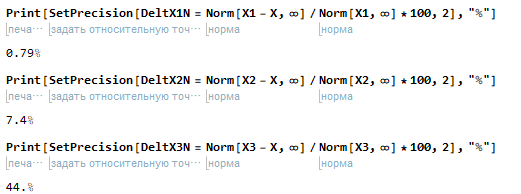 Print[SetPrecision[DeltX1N = Norm[X1 - X, ∞] / Norm[X1, ∞] * 100, 2], "%"]
печа⋯ задать относительную точ⋯ норма норма
0.79%
Print[SetPrecision[DeltX2N = Norm[X2 - X, ∞] / Norm[X2, ∞] * 100, 2], "%"]
печа⋯ задать относительную точ⋯ норма норма
7.4%
Print[SetPrecision[DeltX3N = Norm[X3 - X, ∞] / Norm[X3, ∞] * 100, 2], "%"]
печа⋯ задать относительную точ⋯ норма норма
44.%